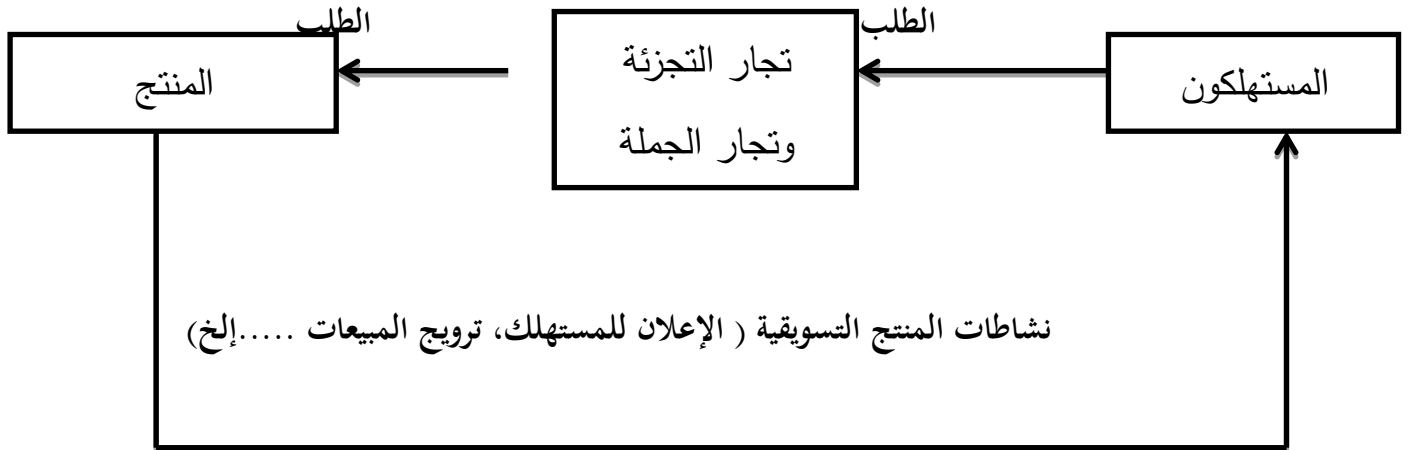 الطلب
الطلب
المستهلكون
تجار التجزئة
وتجار الجملة
المنتج
نشاطات المنتج التسويقية ( الإعلان للمستهلك، ترويج المبيعات .....إلخ)